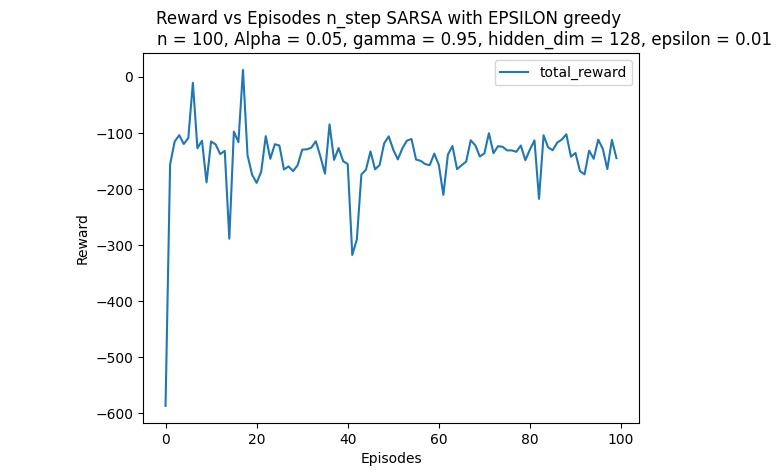 Reward vs Episodes n_step SARSA with EPSILON greedy
n = 100, Alpha = 0.05, gamma = 0.95, hidden_dim = 128, epsilon = 0.01
total_reward
0
−100
−200
−300
−400
−500
−600
Reward
0 20 40 60 80 100
Episodes